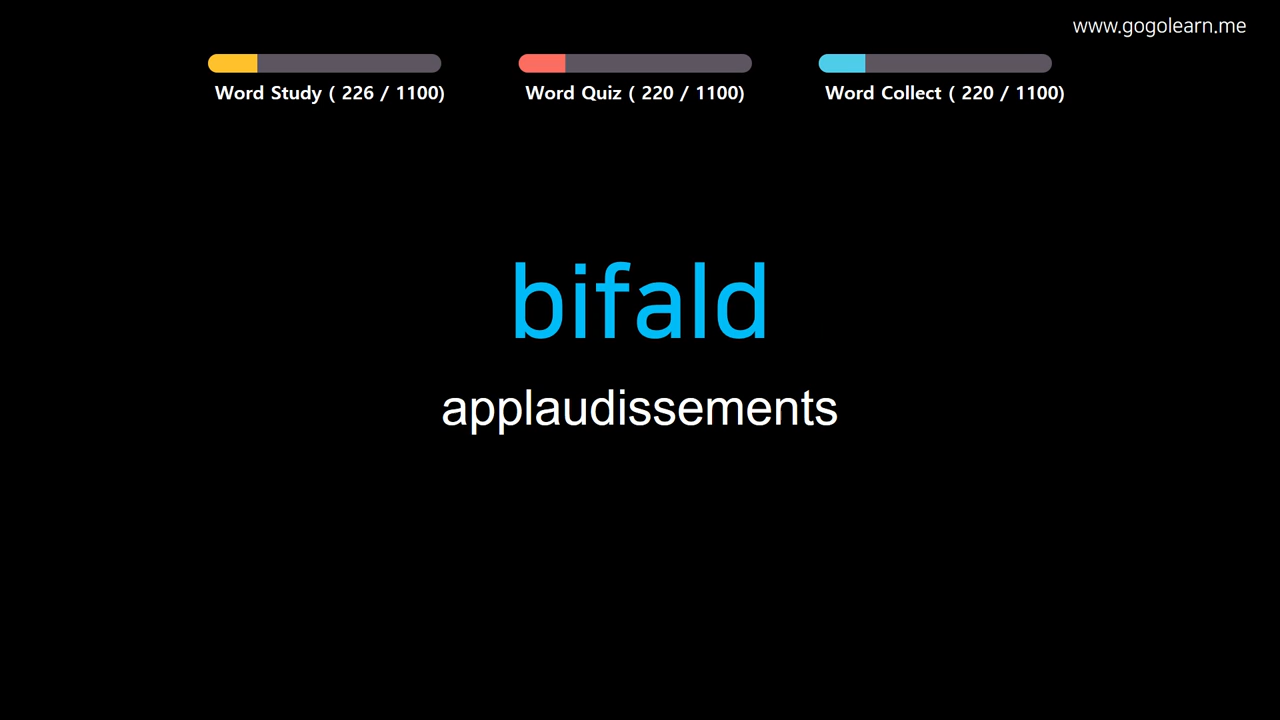 www.gogolearn.me
Word Study ( 226 / 1100)
Word Quiz ( 220 / 1100)
Word Collect ( 220 / 1100)
bifald
applaudissements